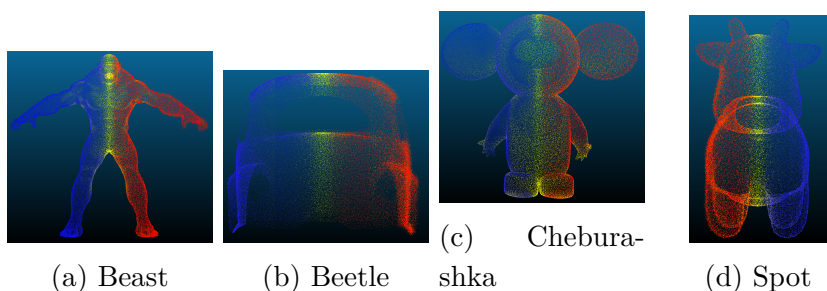 (a) Beast
(b) Beetle
(c) Chebura-
shka
(d) Spot